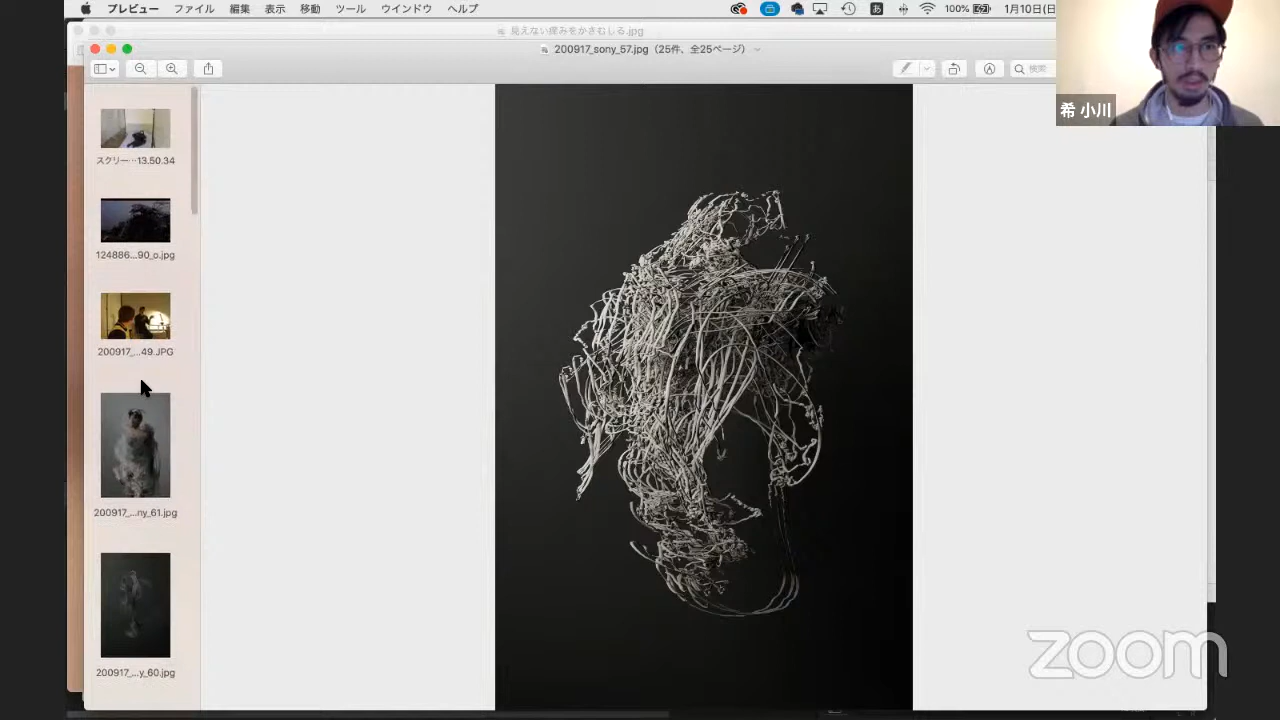 プレビュー ファイル 編集 表示 移動 ツール ウインドウ ヘルプ
あ 100% 1月10日(日
見えない痒みをかきむしる.jpg
200917_sony_57.jpg（25件、全25ページ）
検索
希 小川
スクリー…13.50.34
124886...90_o.jpg
200917_...49.JPG
200917_...ny_61.jpg
200917_...y_60.jpg
zoom